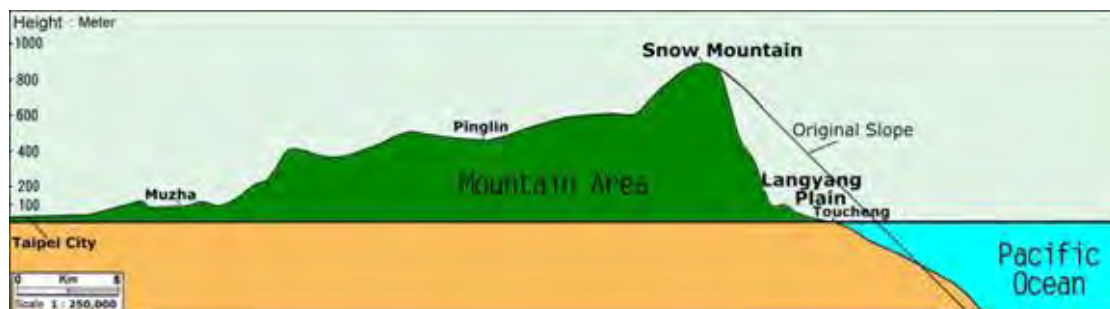 Height : Meter
1000
800
600
400
200
100
Snow Mountain
Original Slope
Pinglin
Mountain Area
Langyang
Plain
Muzha
Toucheng
Taipei City
Pacific
Ocean
0 Km 5
Scale 1 : 250,000